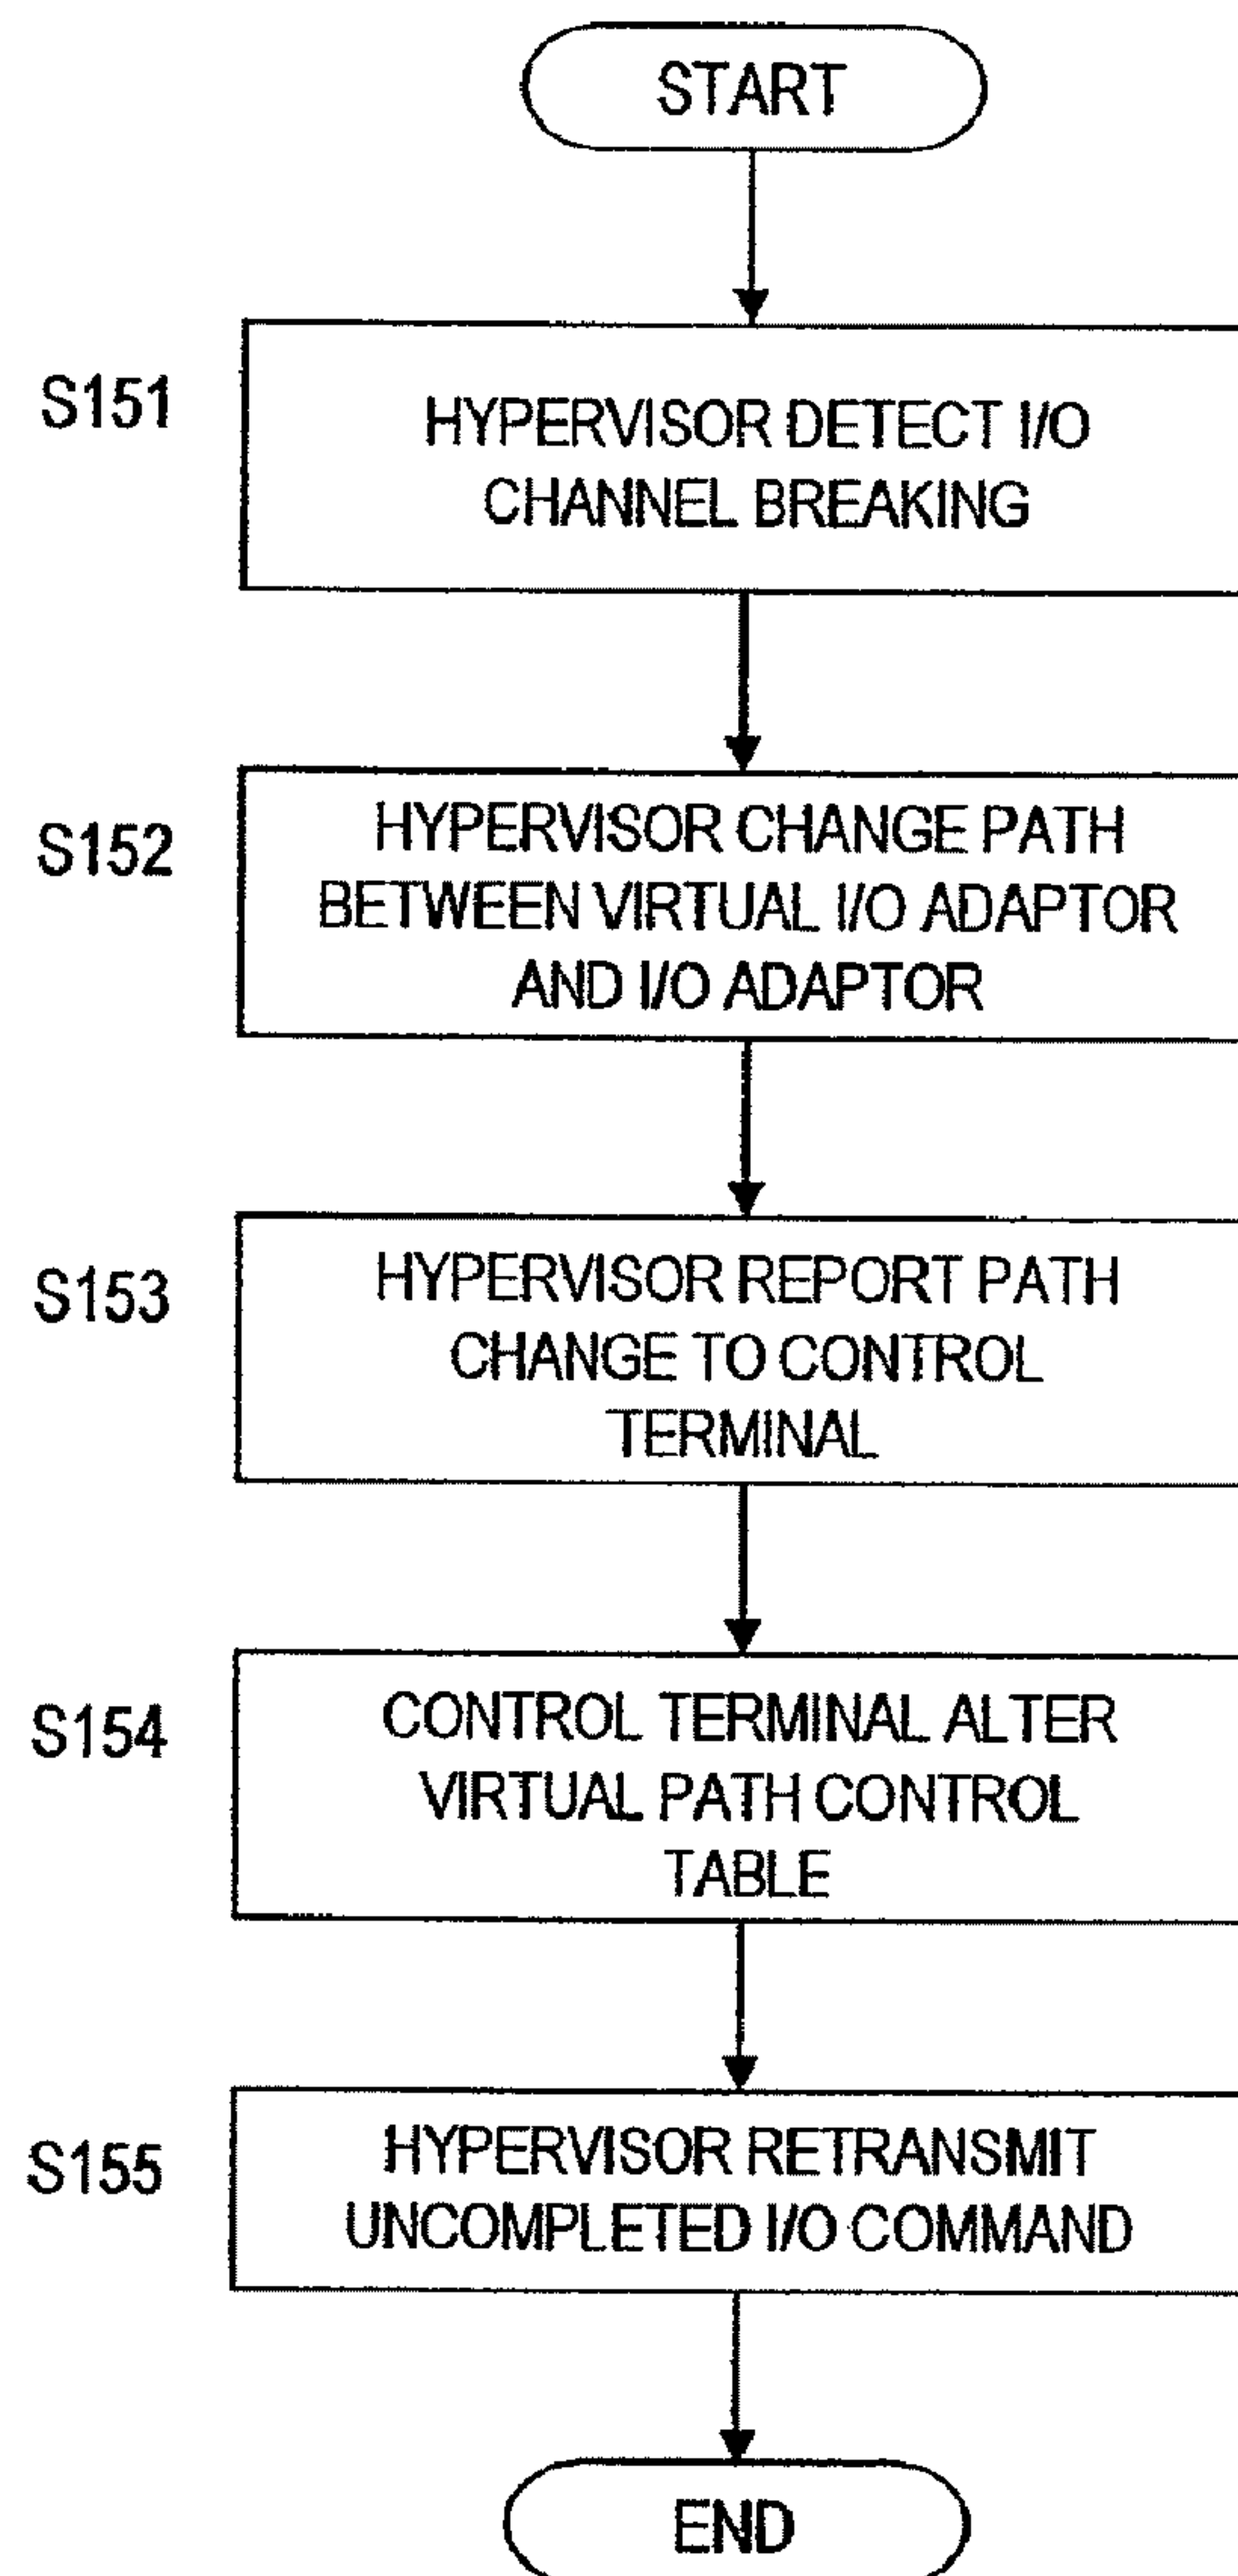 START
S151
HYPERVISOR DETECT I/O
CHANNEL BREAKING
S152
HYPERVISOR CHANGE PATH
BETWEEN VIRTUAL I/O ADAPTOR
AND I/O ADAPTOR
S153
HYPERVISOR REPORT PATH
CHANGE TO CONTROL
TERMINAL
S154
CONTROL TERMINAL ALTER
VIRTUAL PATH CONTROL
TABLE
S155
HYPERVISOR RETRANSMIT
UNCOMPLETED I/O COMMAND
END